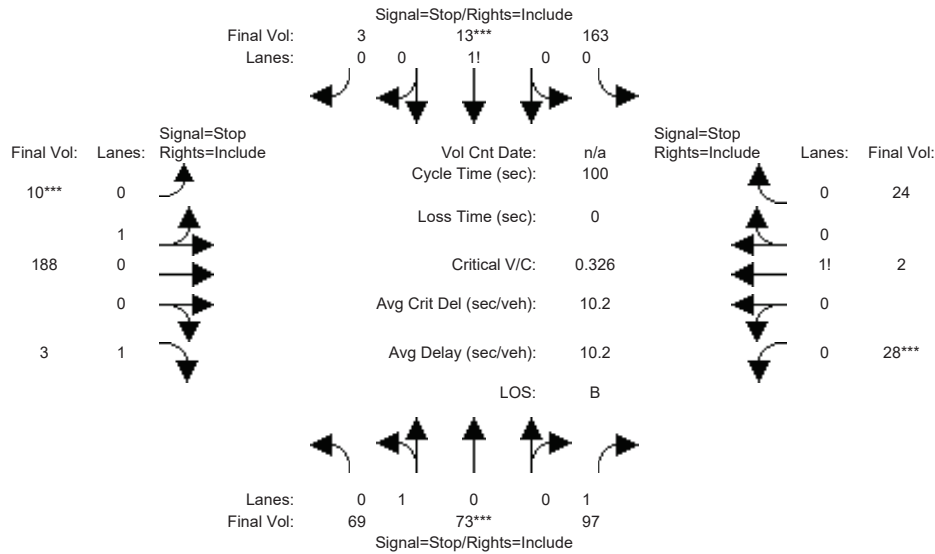 Signal=Stop/Rights=Include
Final Vol: 3 13*** 163
Lanes: 0 0 1! 0 0
Signal=Stop
Final Vol: Lanes: Rights=Include
Vol Cnt Date: n/a
Cycle Time (sec): 100
Signal=Stop
Rights=Include Lanes: Final Vol:
10*** 0
0 24
Loss Time (sec): 0
1
0
188 0
Critical V/C: 0.326
1! 2
0
Avg Crit Del (sec/veh): 10.2
0
3 1
Avg Delay (sec/veh): 10.2
0 28***
LOS: B
Lanes: 0 1 0 0 1
Final Vol: 69 73*** 97
Signal=Stop/Rights=Include